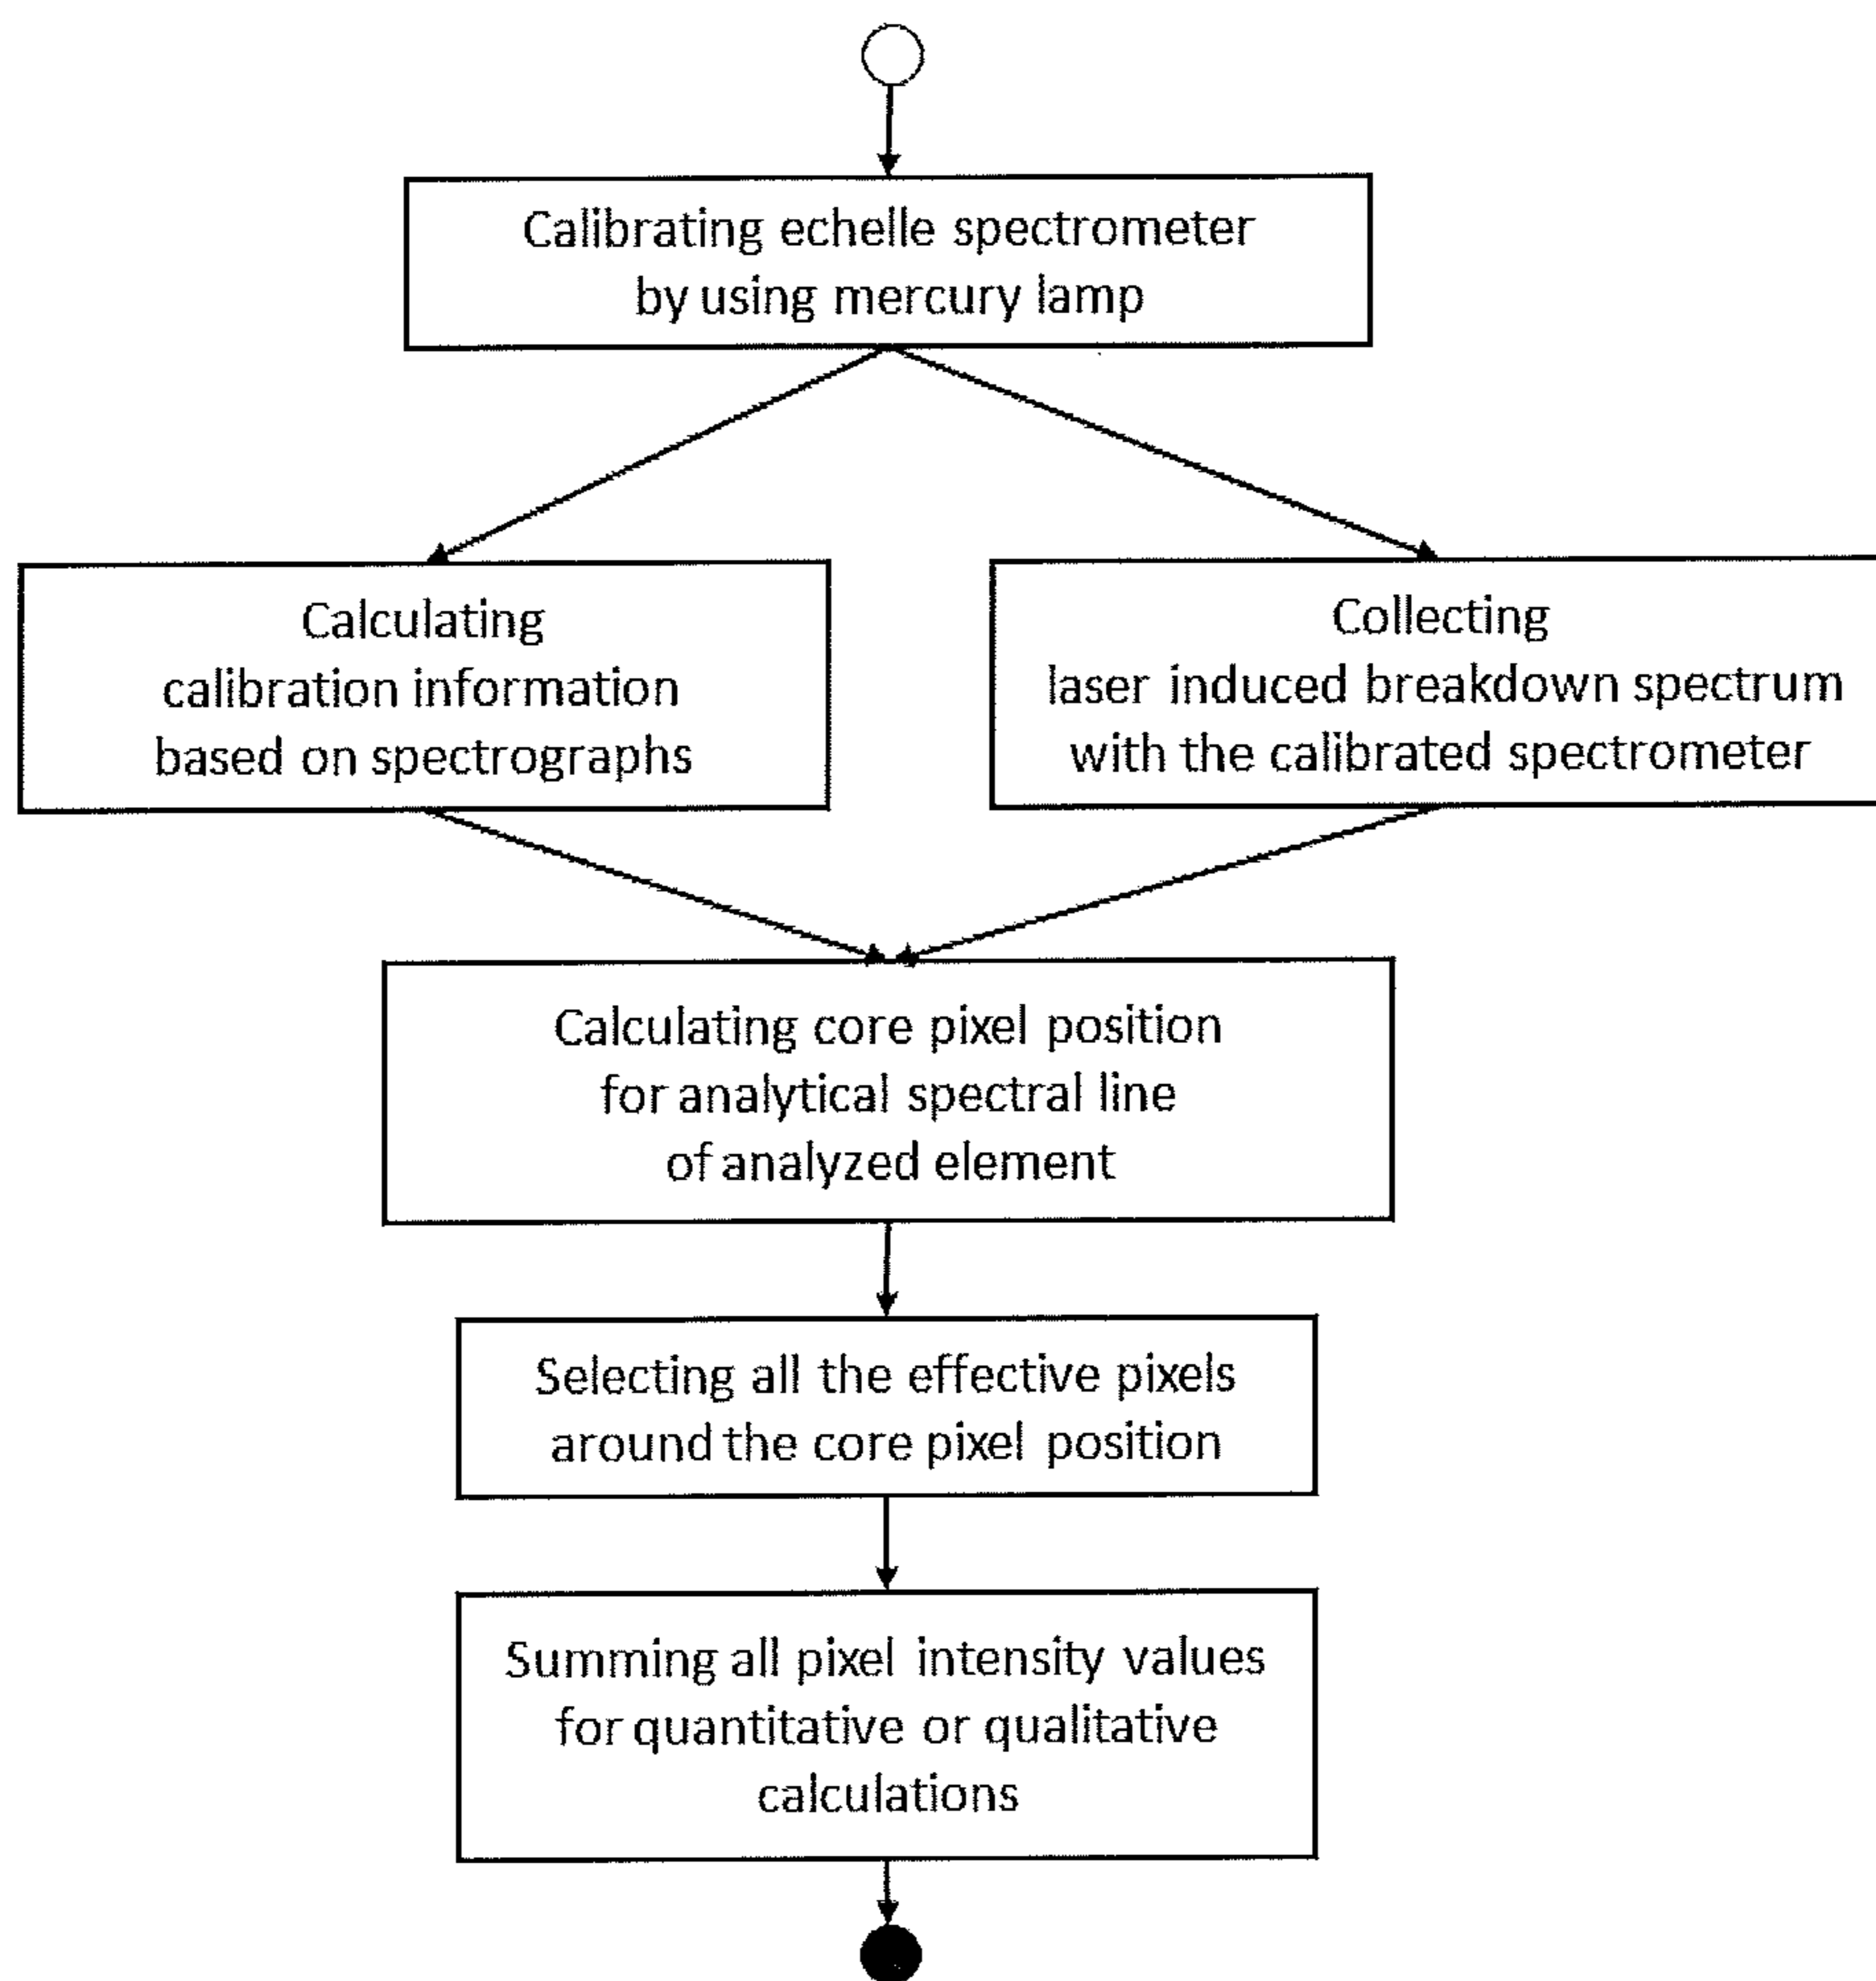 Calibrating echelle spectrometer
by using mercury lamp
Calculating
calibration information
based on spectrographs
Collecting
laser induced breakdown spectrum
with the calibrated spectrometer
Calculating core pixel position
for analytical spectral line
of analyzed element
Selecting all the effective pixels
around the core pixel position
Summing all pixel intensity values
for quantitative or qualitative
calculations